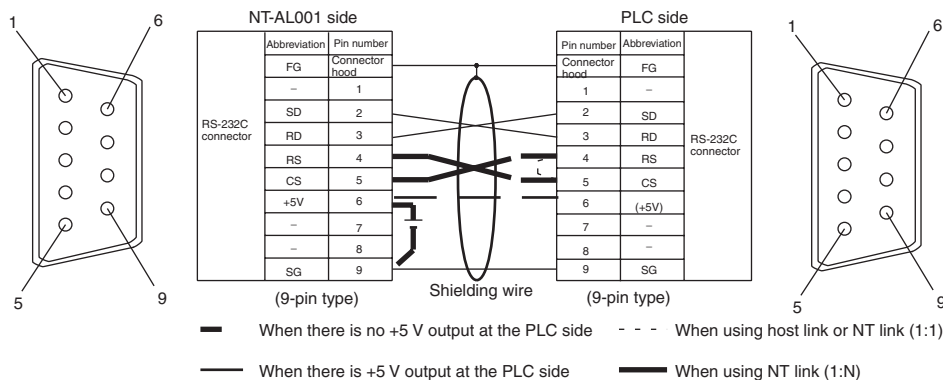 NT-AL001 side PLC side
1 6 1 6
Abbreviation Pin number Pin number Abbreviation
FG Connector hood Connector hood FG
– 1 1 –
SD 2 2 SD
RS-232C connector RD 3 3 RD RS-232C connector
RS 4 4 RS
CS 5 5 CS
+5V 6 6 (+5V)
– 7 7 –
– 8 8 –
SG 9 9 SG
5 9 5 9
Shielding wire
(9-pin type) (9-pin type)
When there is no +5 V output at the PLC side When using host link or NT link (1:1)
When there is +5 V output at the PLC side When using NT link (1:N)